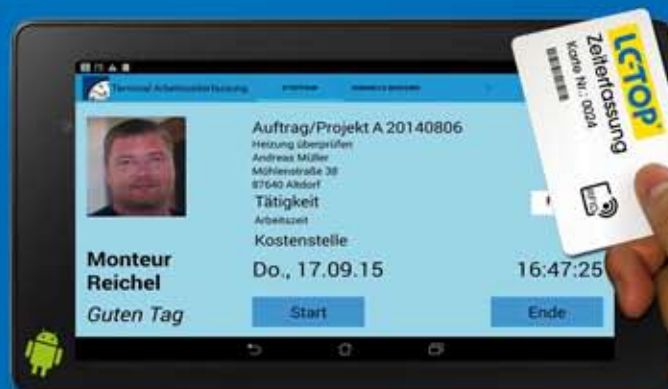 Terminal Arbeitszeiterfassung
Auftrag/Projekt A 20140806
Heizung überprüfen
Andreas Müller
Mühlenstraße 38
87640 Altdorf
Tätigkeit
Arbeitszeit
Kostenstelle
Monteur
Reichel
Do., 17.09.15
16:47:25
Guten Tag
Start
Ende
LC-TOP
Zeiterfassung
Karte Nr.: 0024
RFID